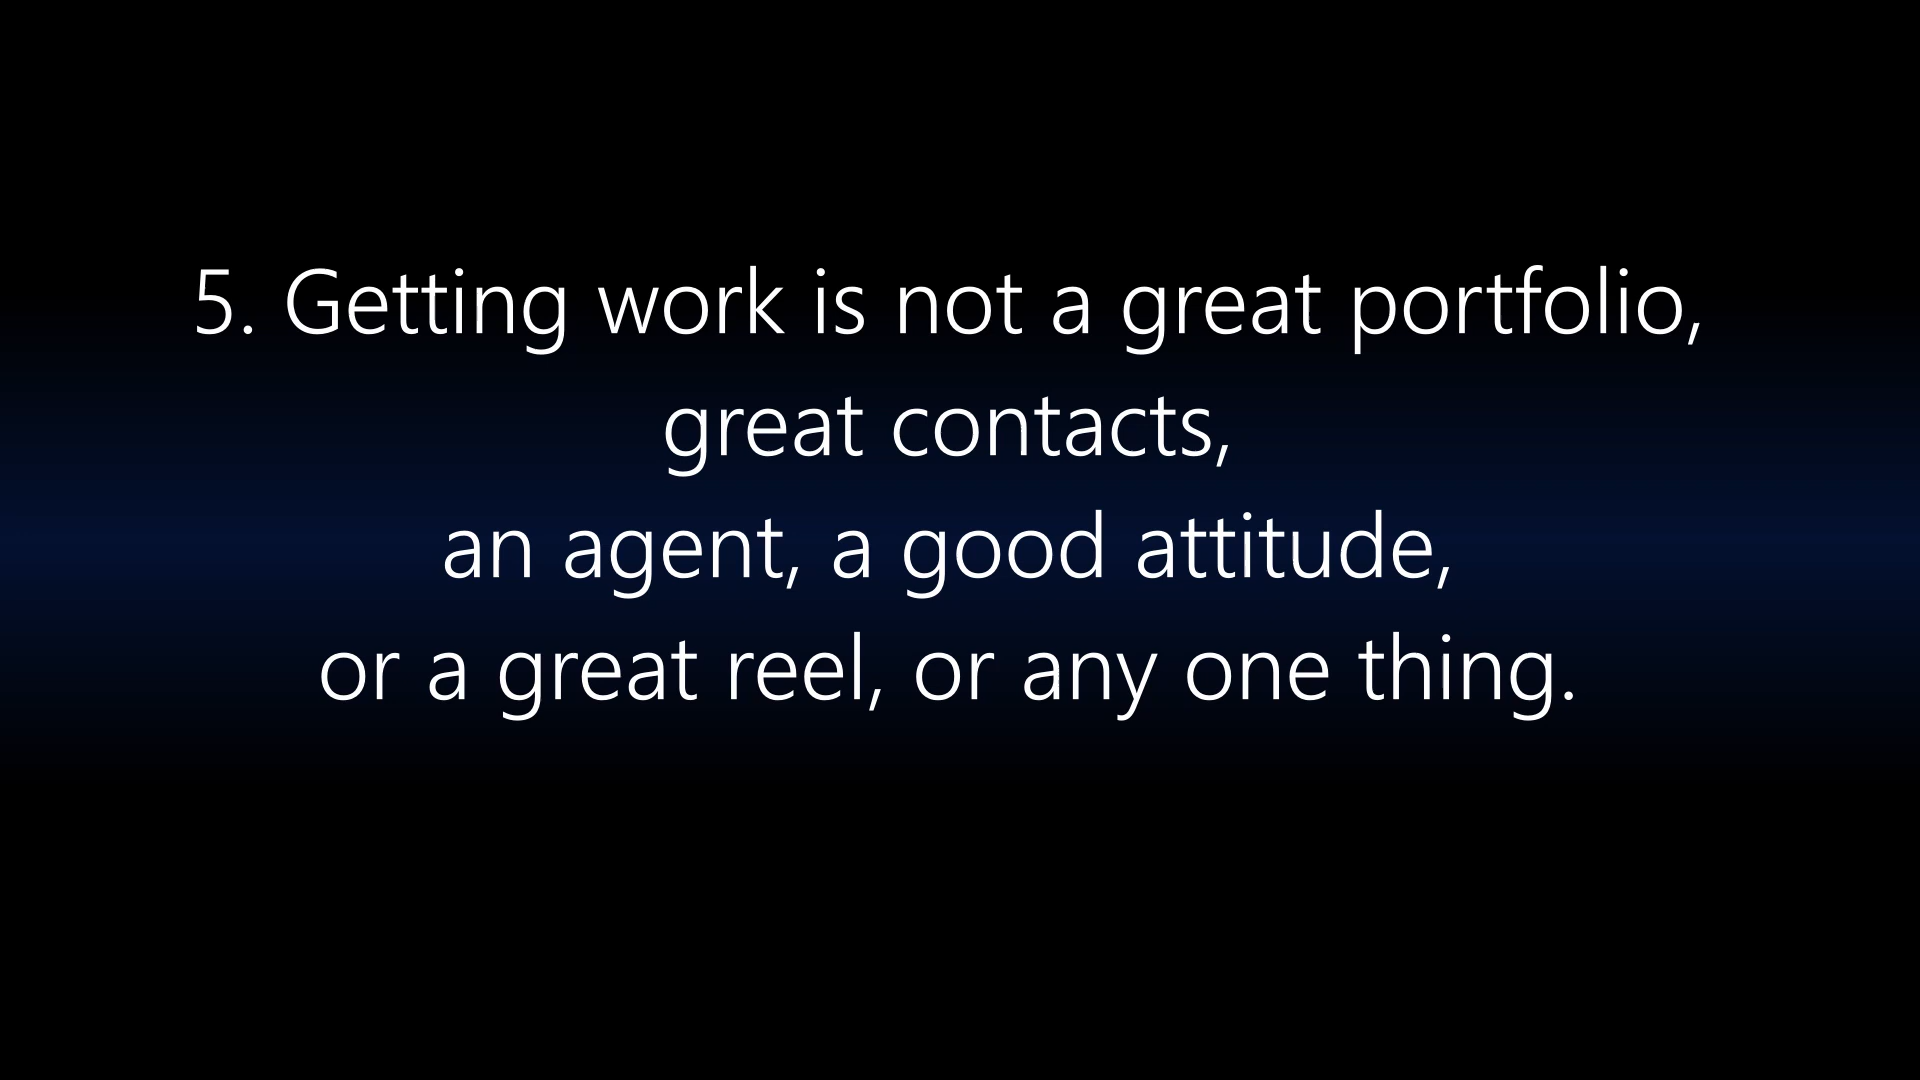 5. Getting work is not a great portfolio,
great contacts,
an agent, a good attitude,
or a great reel, or any one thing.